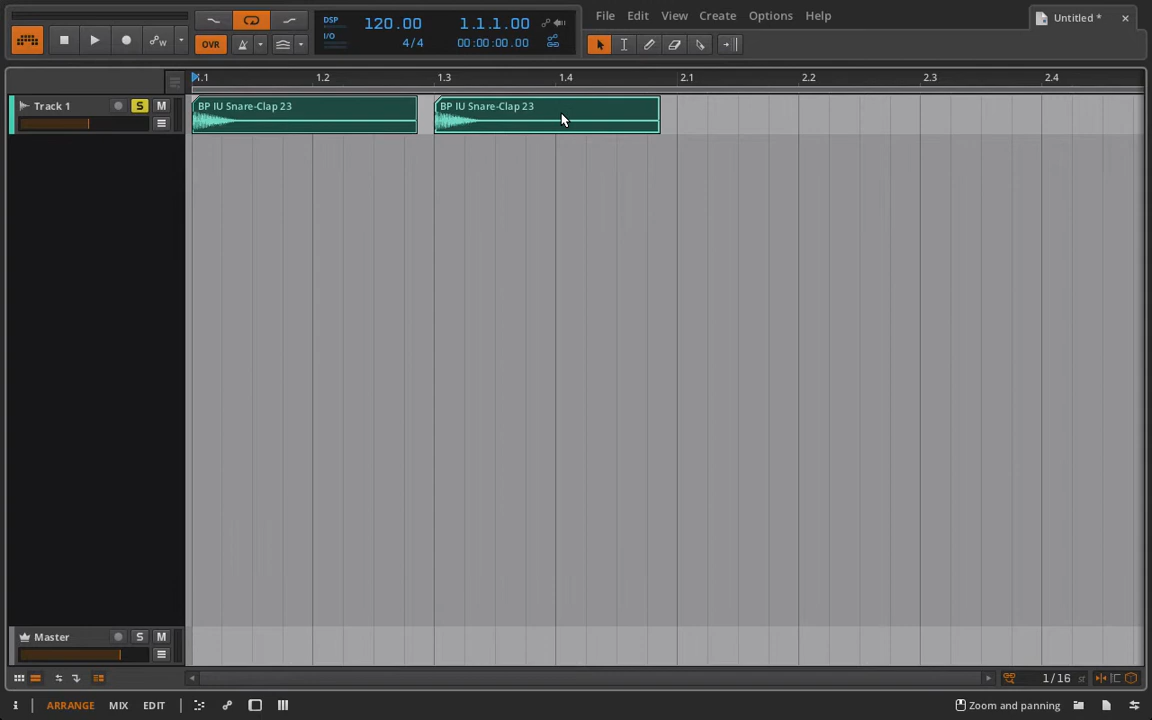 File Edit View Create Options Help
Untitled *
DSP 120.00 1.1.1.00
I/O 4/4 00:00:00.00
OVR
.1 1.2 1.3 1.4 2.1 2.2 2.3 2.4
Track 1 S M
BP IU Snare-Clap 23 BP IU Snare-Clap 23
Master S M
1/16
i ARRANGE MIX EDIT Zoom and panning